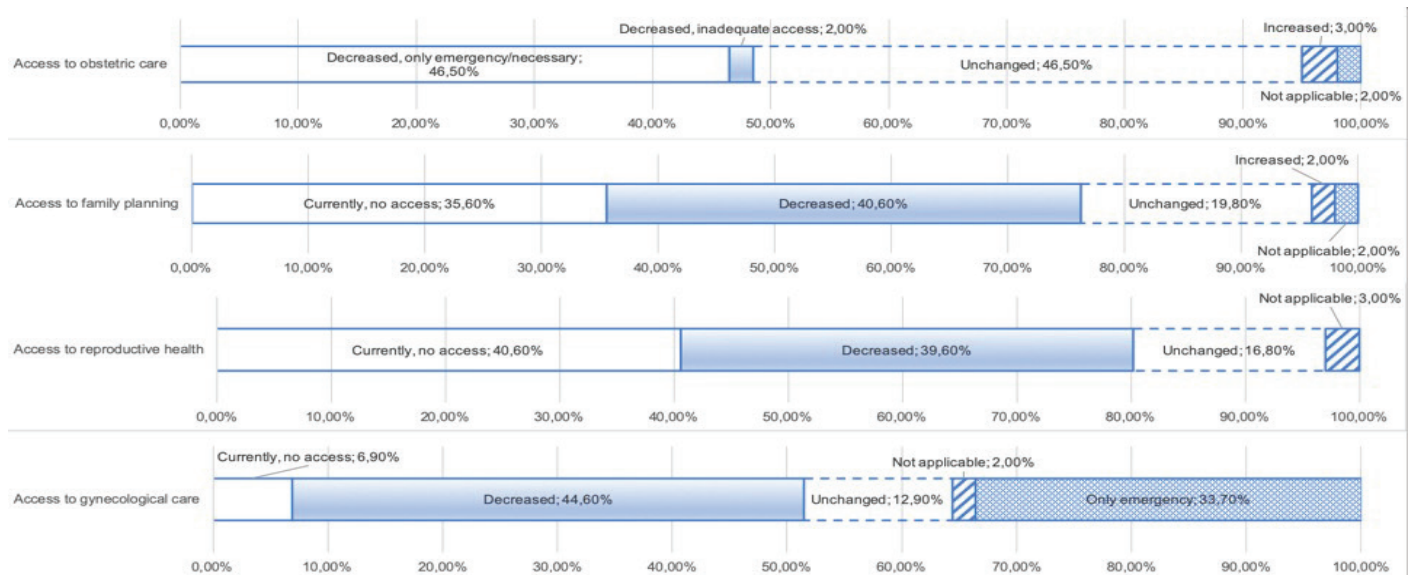 Decreased, inadequate access; 2,00%
Increased; 3,00%
Access to obstetric care
Decreased, only emergency/necessary;
46,50%
Unchanged; 46,50%
Not applicable; 2,00%
0,00% 10,00% 20,00% 30,00% 40,00% 50,00% 60,00% 70,00% 80,00% 90,00% 100,00%
Increased; 2,00%
Access to family planning
Currently, no access; 35,60%
Decreased; 40,60%
Unchanged; 19,80%
Not applicable; 2,00%
0,00% 10,00% 20,00% 30,00% 40,00% 50,00% 60,00% 70,00% 80,00% 90,00% 100,00%
Not applicable; 3,00%
Access to reproductive health
Currently, no access; 40,60%
Decreased; 39,60%
Unchanged; 16,80%
0,00% 10,00% 20,00% 30,00% 40,00% 50,00% 60,00% 70,00% 80,00% 90,00% 100,00%
Currently, no access; 6,90%
Not applicable; 2,00%
Access to gynecological care
Decreased; 44,60%
Unchanged; 12,90%
Only emergency; 33,70%
0,00% 10,00% 20,00% 30,00% 40,00% 50,00% 60,00% 70,00% 80,00% 90,00% 100,00%